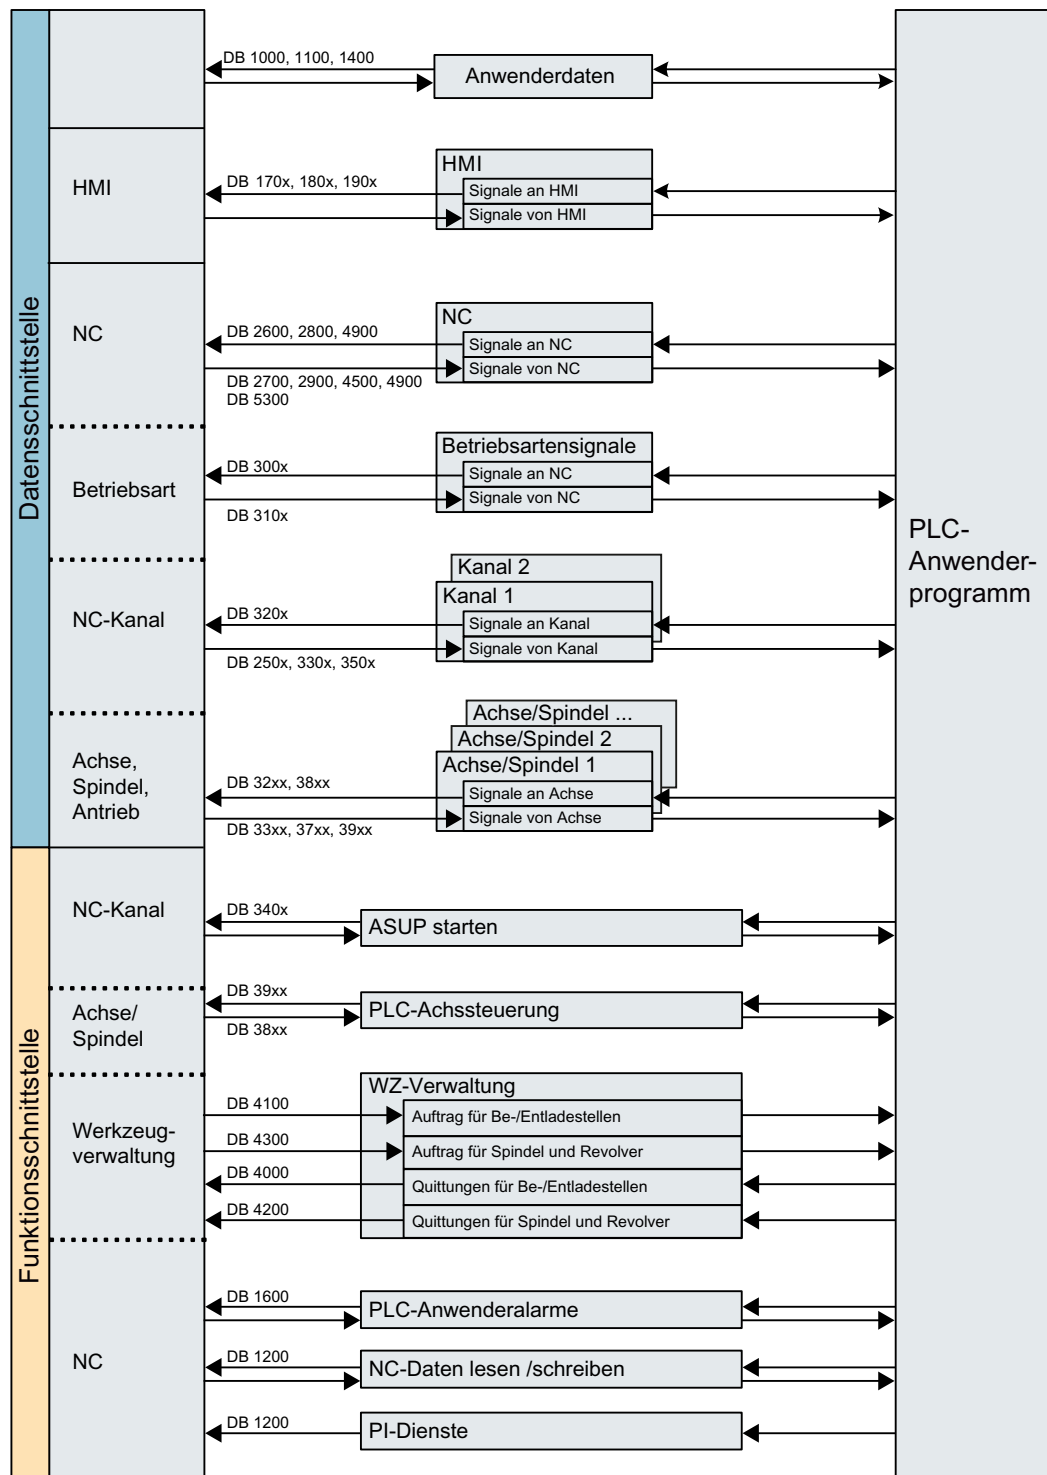 Datensschnittstelle
DB 1000, 1100, 1400
Anwenderdaten
HMI
DB 170x, 180x, 190x
HMI
Signale an HMI
Signale von HMI
NC
DB 2600, 2800, 4900
DB 2700, 2900, 4500, 4900
DB 5300
NC
Signale an NC
Signale von NC
Betriebsart
DB 300x
DB 310x
Betriebsartensignale
Signale an NC
Signale von NC
PLC-
Anwender-
programm
NC-Kanal
DB 320x
DB 250x, 330x, 350x
Kanal 2
Kanal 1
Signale an Kanal
Signale von Kanal
Achse,
Spindel,
Antrieb
DB 32xx, 38xx
DB 33xx, 37xx, 39xx
Achse/Spindel ...
Achse/Spindel 2
Achse/Spindel 1
Signale an Achse
Signale von Achse
Funktionsschnittstelle
NC-Kanal
DB 340x
ASUP starten
Achse/
Spindel
DB 39xx
DB 38xx
PLC-Achssteuerung
Werkzeug-
verwaltung
WZ-Verwaltung
DB 4100
Auftrag für Be-/Entladestellen
DB 4300
Auftrag für Spindel und Revolver
DB 4000
Quittungen für Be-/Entladestellen
DB 4200
Quittungen für Spindel und Revolver
NC
DB 1600
PLC-Anwenderalarme
DB 1200
NC-Daten lesen /schreiben
DB 1200
PI-Dienste